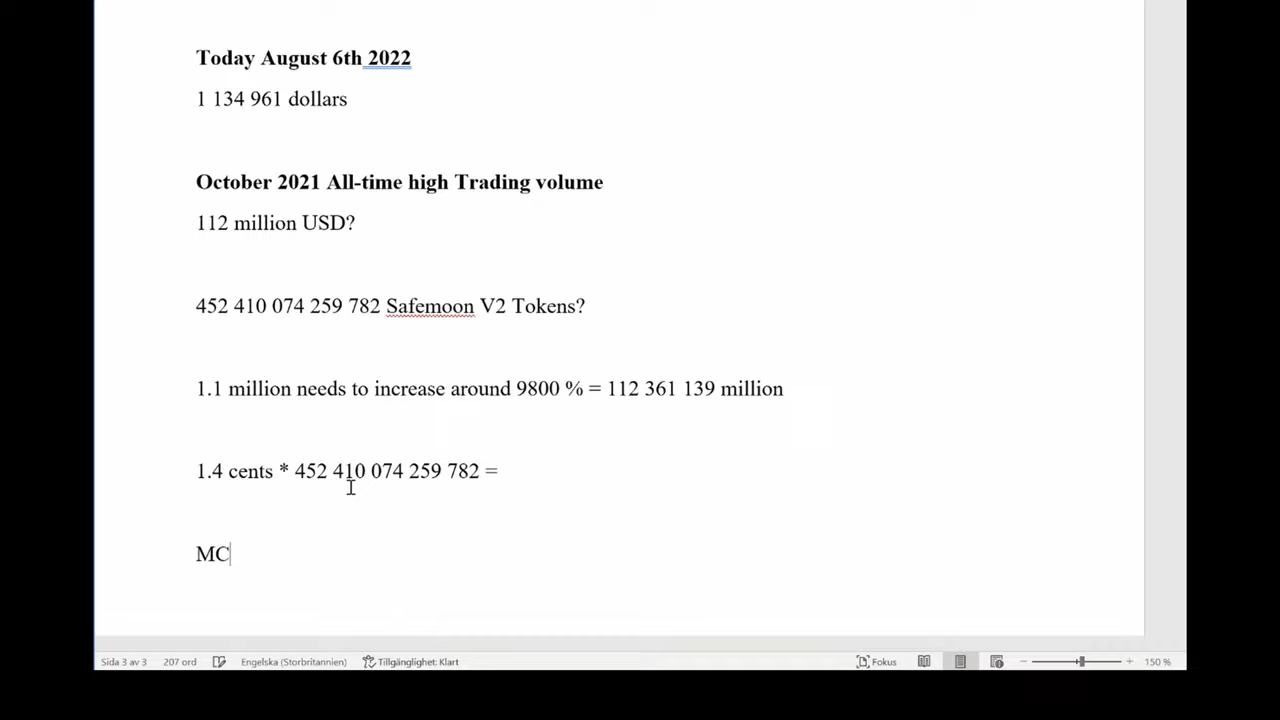 Today August 6th 2022
1 134 961 dollars
October 2021 All-time high Trading volume
112 million USD?
452 410 074 259 782 Safemoon V2 Tokens?
1.1 million needs to increase around 9800 % = 112 361 139 million
1.4 cents * 452 410 074 259 782 =
MC
Sida 3 av 3 207 ord Engelska (Storbritannien) Tillgänglighet: Klart Fokus 150 %